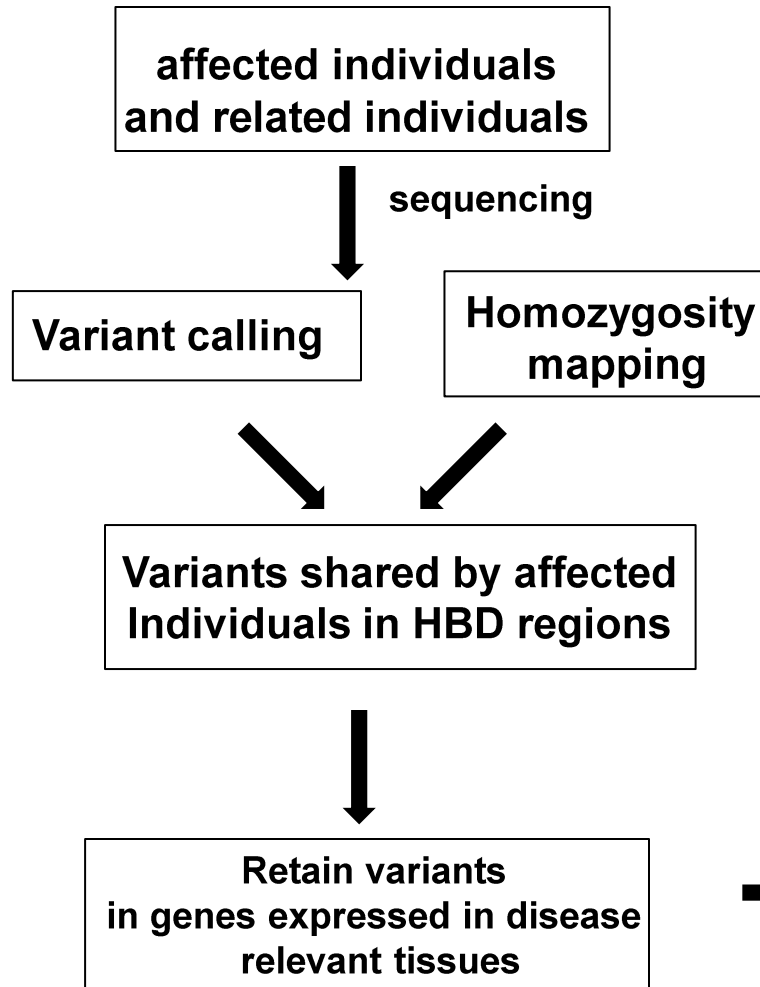 affected individuals
and related individuals
sequencing
Variant calling
Homozygosity
mapping
Variants shared by affected
Individuals in HBD regions
Retain variants
in genes expressed in disease
relevant tissues